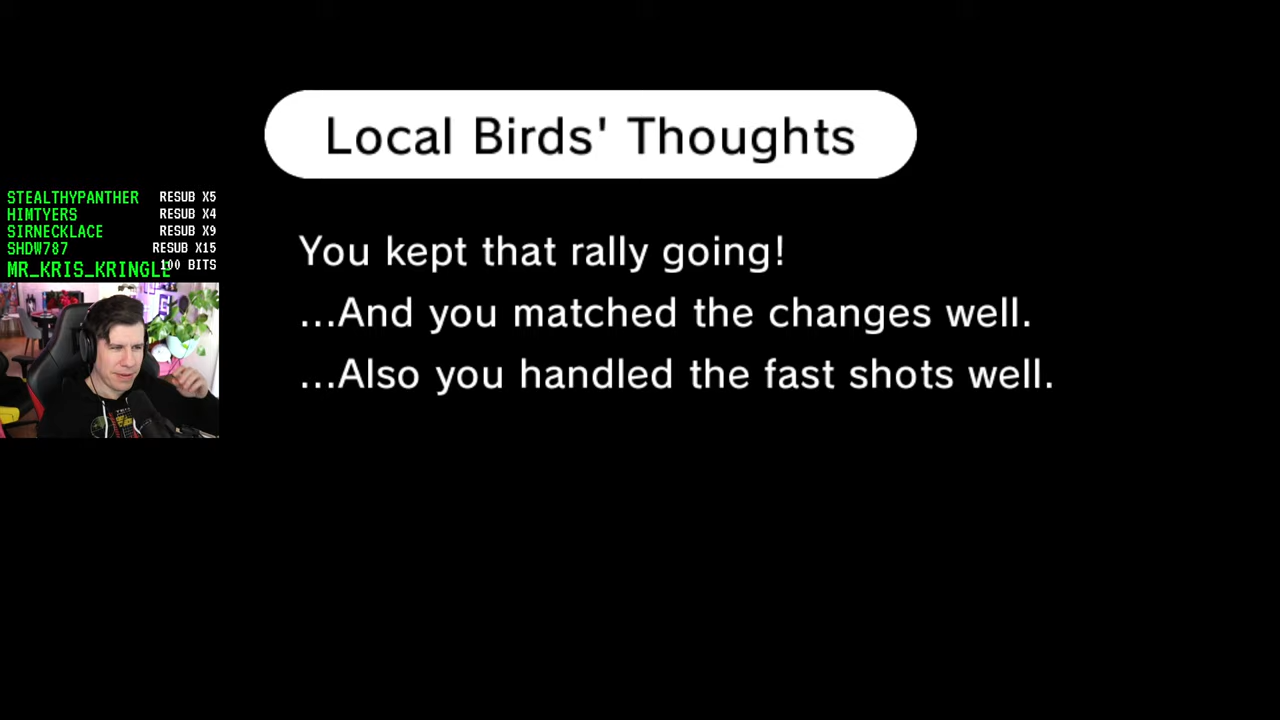 Local Birds' Thoughts
You kept that rally going!
...And you matched the changes well.
...Also you handled the fast shots well.
STEALTHYPANTHER RESUB X5
HIMTYERS RESUB X4
SIRNECKLACE RESUB X9
SHDW787 RESUB X15
MR_KRIS_KRINGLE 100 BITS